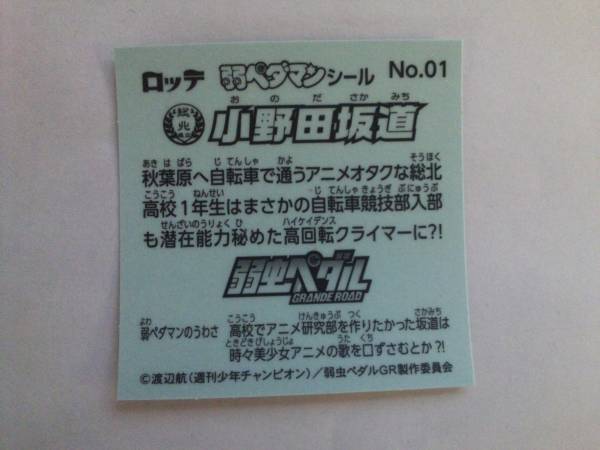 ロッテ 弱ペダマンシール No.01
おのださかみち
総北高校 小野田坂道
あきはばら じてんしゃ かよ そうほく
秋葉原へ自転車で通うアニメオタクな総北
こうこう ねんせい じてんしゃきょうぎ ぶにゅうぶ
高校1年生はまさかの自転車競技部入部
せんざいのうりょく ひ ハイケイデンス
も潜在能力秘めた高回転クライマーに?!
弱虫ペダル
GRANDE ROAD
よわ こうこう けんきゅうぶ つく さかみち
弱ペダマンのうわさ 高校でアニメ研究部を作りたかった坂道は
ときどきびしょうじょ うた くち
時々美少女アニメの歌を口ずさむとか?!
©渡辺航(週刊少年チャンピオン)/弱虫ペダルGR製作委員会